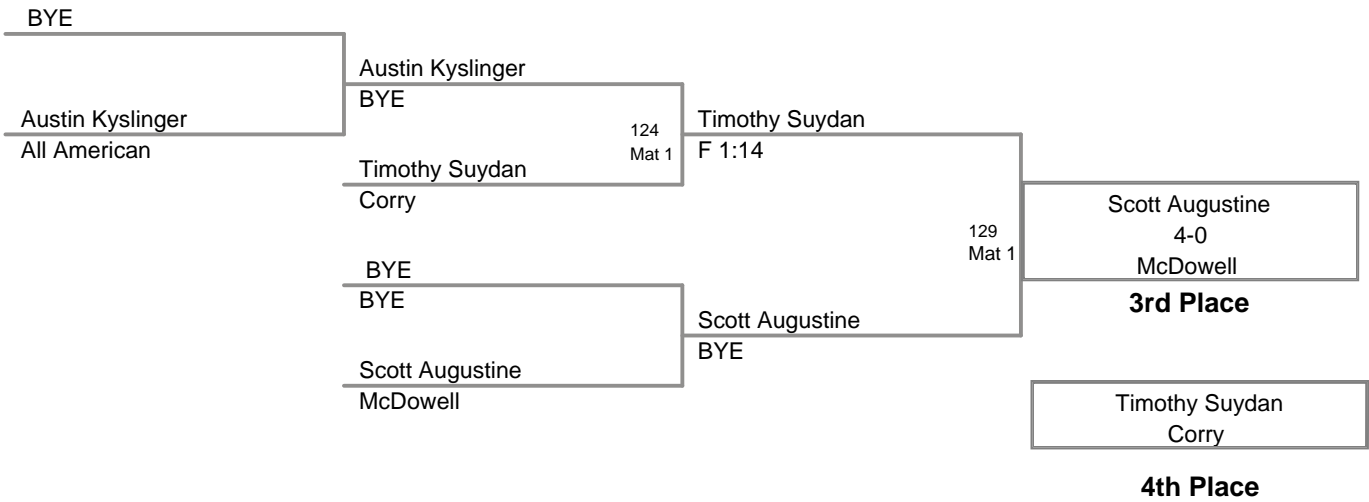 BYE
Austin Kyslinger
All American
Austin Kyslinger
BYE
124
Mat 1
Timothy Suydan
Corry
BYE
BYE
Scott Augustine
McDowell
Timothy Suydan
F 1:14
129
Mat 1
Scott Augustine
BYE
Scott Augustine
4-0
McDowell
3rd Place
Timothy Suydan
Corry
4th Place